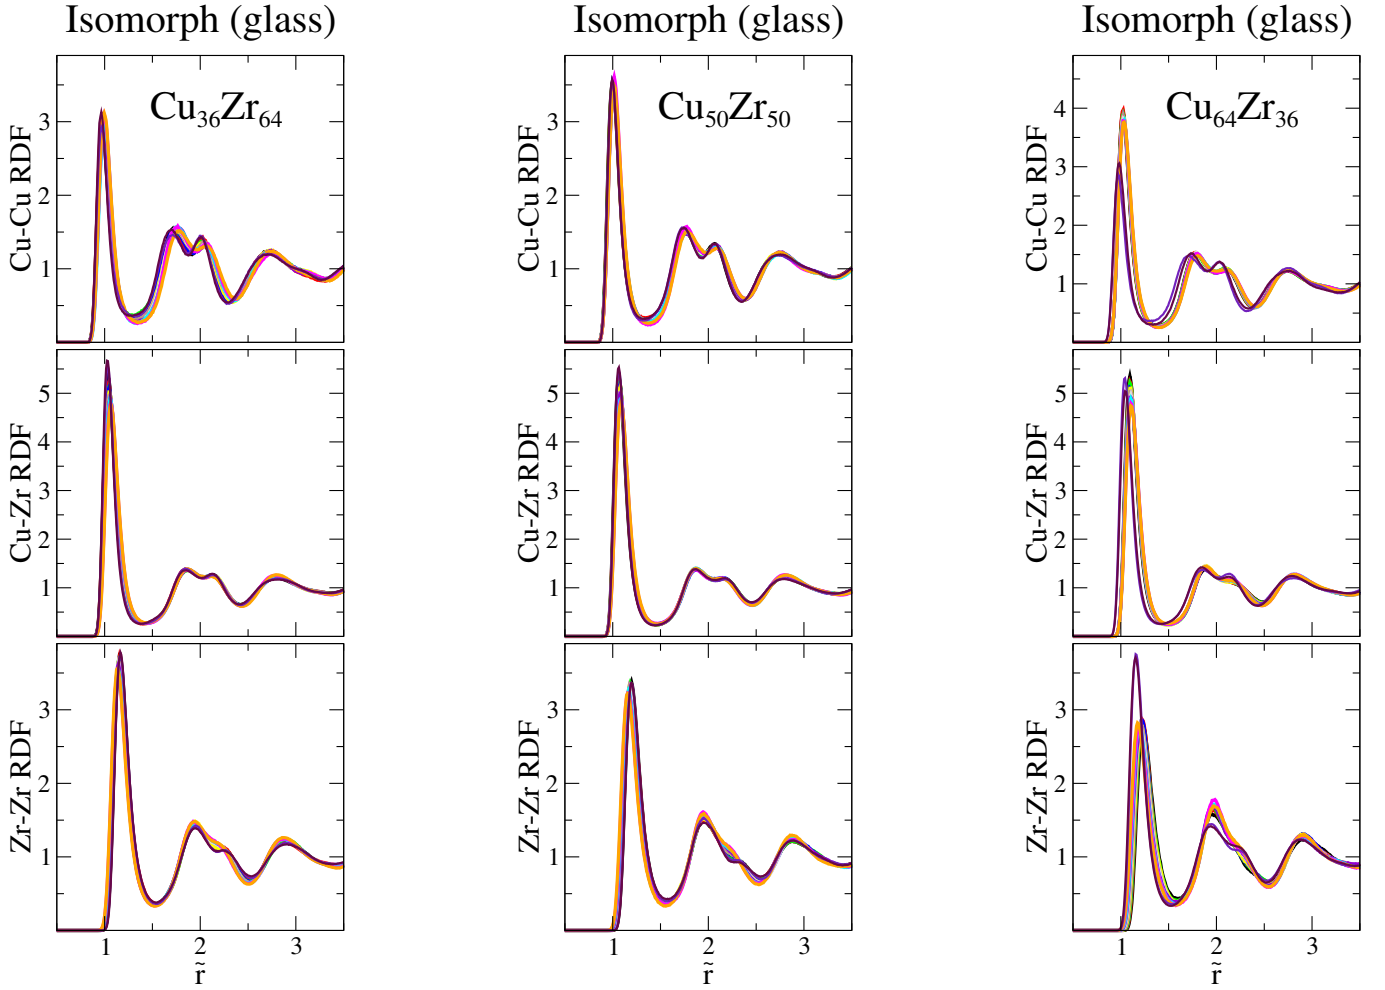 Isomorph (glass) Isomorph (glass) Isomorph (glass)
Cu36Zr64 Cu50Zr50 Cu64Zr36
Cu-Cu RDF Cu-Cu RDF Cu-Cu RDF
3 3 4
2 2 3
1 1 2
1
Cu-Zr RDF Cu-Zr RDF Cu-Zr RDF
5 5 5
4 4 4
3 3 3
2 2 2
1 1 1
Zr-Zr RDF Zr-Zr RDF Zr-Zr RDF
3 3 3
2 2 2
1 1 1
1 2 3 1 2 3 1 2 3
r̃ r̃ r̃